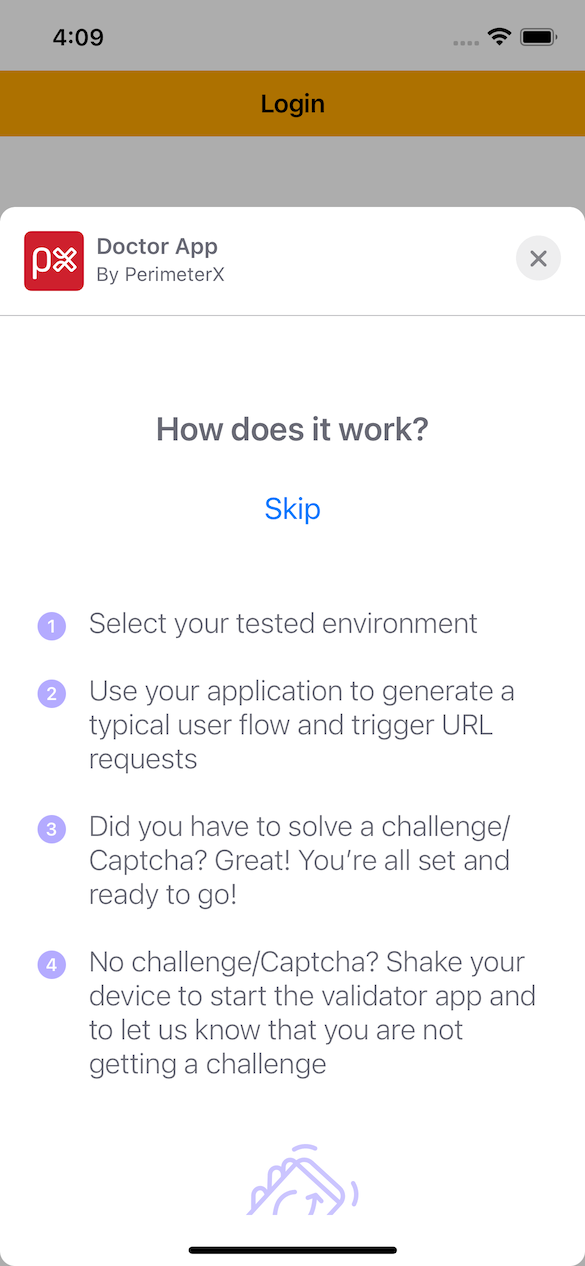 4:09
Login
px
Doctor App
By PerimeterX
How does it work?
Skip
1 Select your tested environment
2 Use your application to generate a
typical user flow and trigger URL
requests
3 Did you have to solve a challenge/
Captcha? Great! You’re all set and
ready to go!
4 No challenge/Captcha? Shake your
device to start the validator app and
to let us know that you are not
getting a challenge